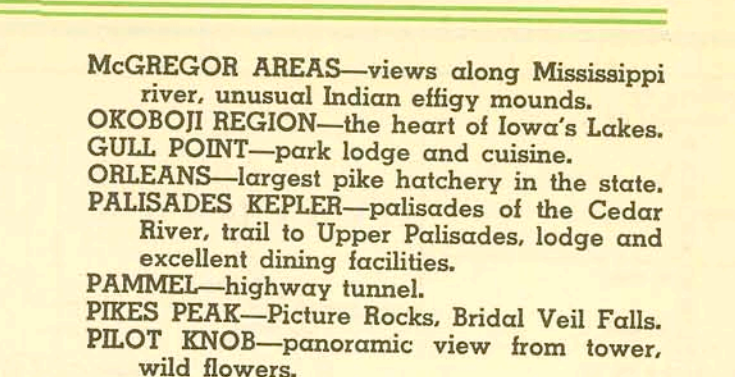 McGREGOR AREAS—views along Mississippi
river, unusual Indian effigy mounds.
OKOBOJI REGION—the heart of Iowa's Lakes.
GULL POINT—park lodge and cuisine.
ORLEANS—largest pike hatchery in the state.
PALISADES KEPLER—palisades of the Cedar
River, trail to Upper Palisades, lodge and
excellent dining facilities.
PAMMEL—highway tunnel.
PIKES PEAK—Picture Rocks, Bridal Veil Falls.
PILOT KNOB—panoramic view from tower,
wild flowers.